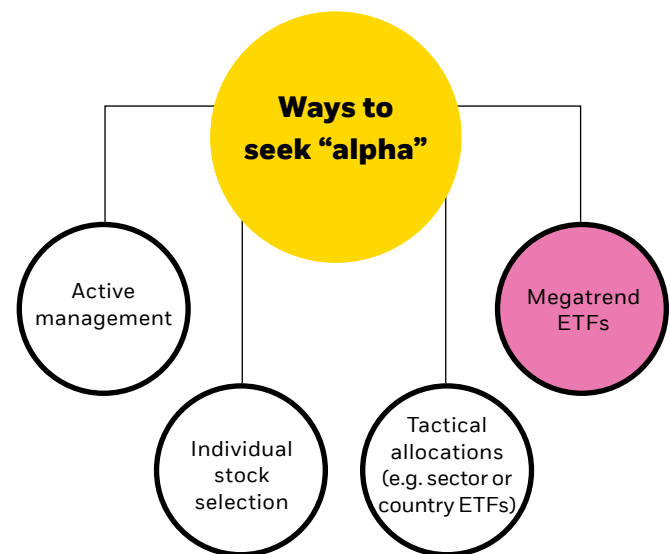 Ways to
seek “alpha”
Active
management
Individual
stock
selection
Tactical
allocations
(e.g. sector or
country ETFs)
Megatrend
ETFs